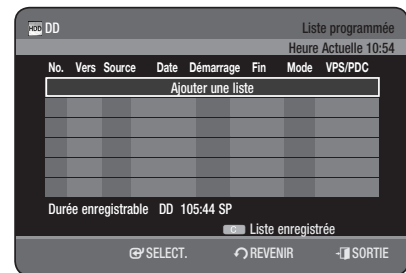 HDD DD Liste programmée
Heure Actuelle 10:54
No. Vers Source Date Démarrage Fin Mode VPS/PDC
Ajouter une liste
Durée enregistrable DD 105:44 SP
C Liste enregistrée
SELECT. REVENIR SORTIE